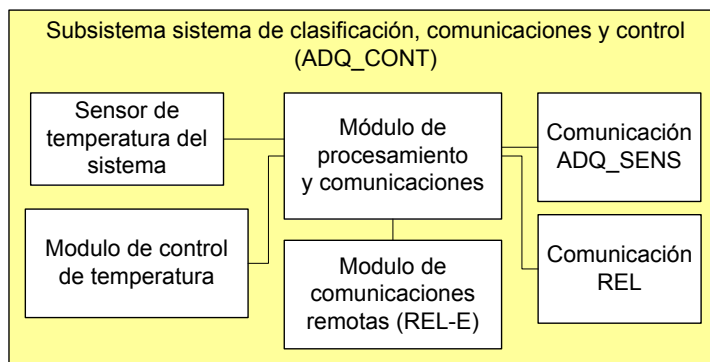 Subsistema sistema de clasificación, comunicaciones y control
(ADQ_CONT)
Sensor de
temperatura del
sistema
Módulo de
procesamiento
y comunicaciones
Comunicación
ADQ_SENS
Modulo de control
de temperatura
Modulo de
comunicaciones
remotas (REL-E)
Comunicación
REL